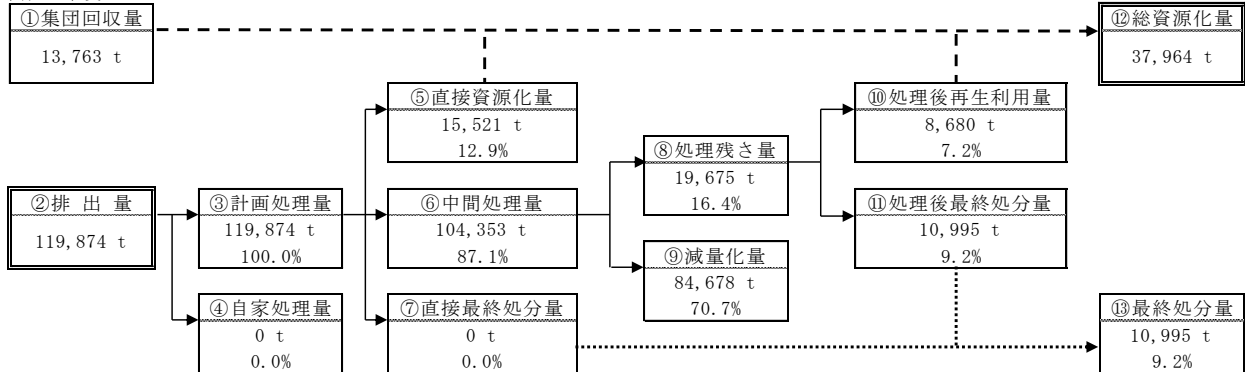 ①集団回収量
13,763 t
⑫総資源化量
37,964 t
⑤直接資源化量
15,521 t
12.9%
⑩処理後再生利用量
8,680 t
7.2%
⑧処理残さ量
19,675 t
16.4%
②排 出 量
119,874 t
③計画処理量
119,874 t
100.0%
⑥中間処理量
104,353 t
87.1%
⑪処理後最終処分量
10,995 t
9.2%
⑨減量化量
84,678 t
70.7%
④自家処理量
0 t
0.0%
⑦直接最終処分量
0 t
0.0%
⑬最終処分量
10,995 t
9.2%